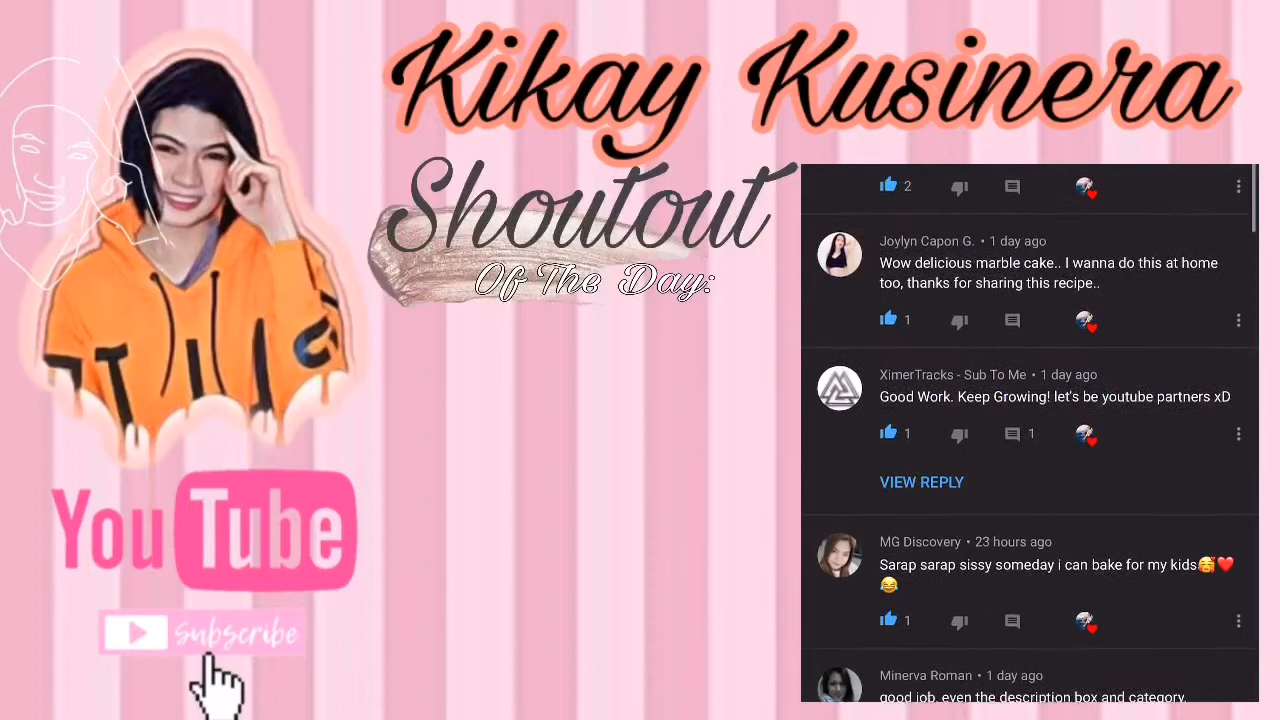 Kikay Kusinera
Shoutout
Of The Day:
YouTube
subscribe
2
Joylyn Capon G. • 1 day ago
Wow delicious marble cake.. I wanna do this at home
too, thanks for sharing this recipe..
1
XimerTracks - Sub To Me • 1 day ago
Good Work. Keep Growing! let's be youtube partners xD
1 1
VIEW REPLY
MG Discovery • 23 hours ago
Sarap sarap sissy someday i can bake for my kids🥰❤️
😂
1
Minerva Roman • 1 day ago
good job, even the description box and category,